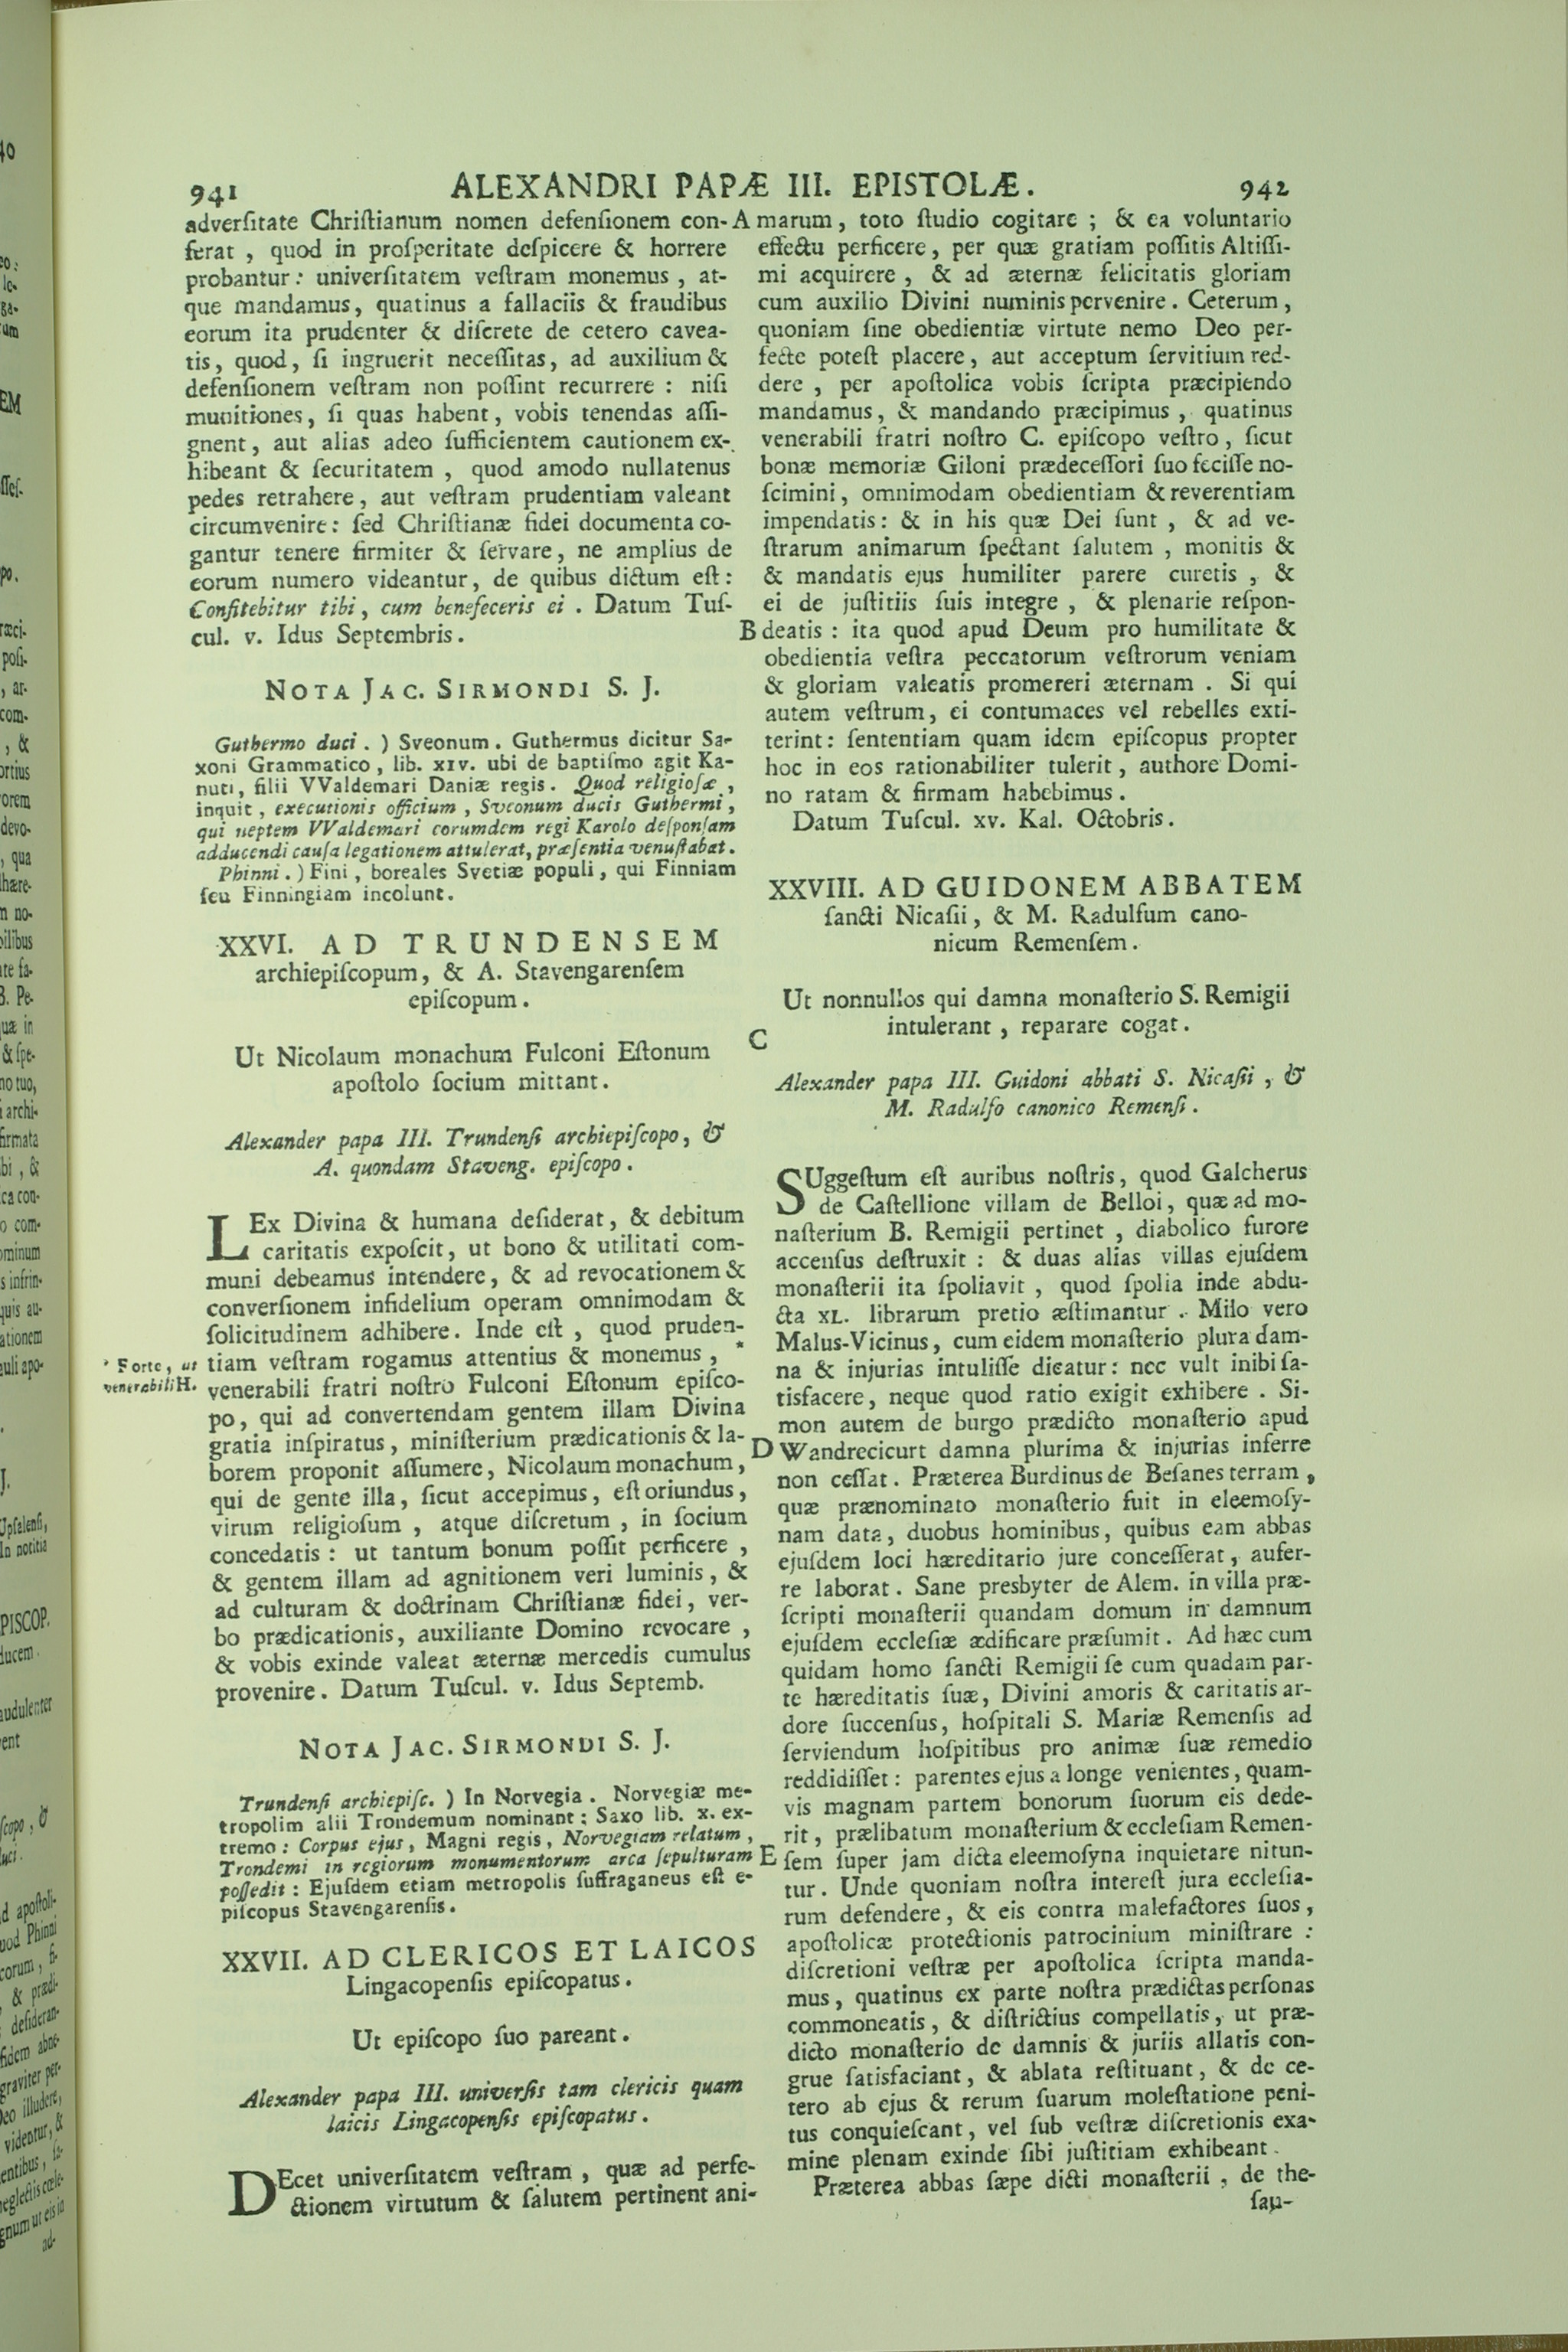 941
ALEXANDRI PAPÆ III. EPISTOLÆ.
942
adverſitate Chriſtianum nomen defenſionem con-
ferat , quod in proſperitate deſpicere & horrere
probantur : univerſitatem veſtram monemus , at-
que mandamus, quatinus a fallaciis & fraudibus
eorum ita prudenter & diſcrete de cetero cavea-
tis, quod, ſi ingruerit neceſſitas, ad auxilium &
defenſionem veſtram non poſſint recurrere : niſi
munitiones, ſi quas habent, vobis tenendas aſſi-
gnent, aut alias adeo ſufficientem cautionem ex-
hibeant & ſecuritatem , quod amodo nullatenus
pedes retrahere, aut veſtram prudentiam valeant
circumvenire: ſed Chriſtianæ fidei documenta co-
gantur tenere firmiter & ſervare, ne amplius de
eorum numero videantur, de quibus dictum eſt:
Confitebitur tibi, cum benefeceris ei . Datum Tuſ-
cul. v. Idus Septembris.
NOTA JAC. SIRMONDI S. J.
Guthermo duci . ) Sveonum. Guthermus dicitur Sa-
xoni Grammatico, lib. XIV. ubi de baptiſmo agit Ka-
nuti, filii VValdemari Daniæ regis. Quod religioſæ,
inquit, executionis officium, Sveonum ducis Guthermi,
qui neptem VValdemari eorumdem regi Karolo deſponſam
adducendi cauſa legationem attulerat, præſentia venuſtabat.
Phinni. ) Fini, boreales Svetiæ populi, qui Finniam
ſeu Finningiam incolunt.
XXVI. AD TRUNDENSEM
archiepiſcopum, & A. Stavengarenſem
epiſcopum.
Ut Nicolaum monachum Fulconi Eſtonum
apoſtolo ſocium mittant.
Alexander papa III. Trundenſi archiepiſcopo, &
A. quondam Staveng. epiſcopo.
LEx Divina & humana deſiderat, & debitum
caritatis expoſcit, ut bono & utilitati com-
muni debeamus intendere, & ad revocationem &
converſionem infidelium operam omnimodam &
ſolicitudinem adhibere. Inde eſt , quod pruden-
tiam veſtram rogamus attentius & monemus , *
* Forte, ut
venerabili H.
venerabili fratri noſtro Fulconi Eſtonum epiſco-
po, qui ad convertendam gentem illam Divina
gratia inſpiratus, miniſterium prædicationis & la-
borem proponit aſſumere, Nicolaum monachum,
qui de gente illa, ſicut accepimus, eſt oriundus,
virum religioſum , atque diſcretum , in ſocium
concedatis : ut tantum bonum poſſit perficere ,
& gentem illam ad agnitionem veri luminis, &
ad culturam & doctrinam Chriſtianæ fidei, ver-
bo prædicationis, auxiliante Domino revocare ,
& vobis exinde valeat æternæ mercedis cumulus
provenire. Datum Tuſcul. v. Idus Septemb.
NOTA JAC. SIRMONDI S. J.
Trundenſi archiepiſc. ) In Norvegia . Norvegiæ me-
tropolim alii Trondemum nominant : Saxo lib. x. ex-
tremo : Corpus ejus, Magni regis, Norvegiam relatum,
Trondemi in regiorum monumentorum arca ſepulturam
poſſedit : Ejuſdem etiam metropolis ſuffraganeus eſt e-
piſcopus Stavengarenſis.
XXVII. AD CLERICOS ET LAICOS
Lingacopenſis epiſcopatus.
Ut epiſcopo ſuo pareant.
Alexander papa III. univerſis tam clericis quam
laicis Lingacopenſis epiſcopatus.
DEcet univerſitatem veſtram , quæ ad perfe-
ctionem virtutum & ſalutem pertinent ani-
A
B
C
D
E
marum, toto ſtudio cogitare ; & ea voluntario
effectu perficere, per quæ gratiam poſſitis Altiſſi-
mi acquirere , & ad æternæ felicitatis gloriam
cum auxilio Divini numinis pervenire. Ceterum,
quoniam ſine obedientiæ virtute nemo Deo per-
fecte poteſt placere, aut acceptum ſervitium red-
dere , per apoſtolica vobis ſcripta præcipiendo
mandamus, & mandando præcipimus , quatinus
venerabili fratri noſtro C. epiſcopo veſtro, ſicut
bonæ memoriæ Giloni prædeceſſori ſuo feciſſe no-
ſcimini, omnimodam obedientiam & reverentiam
impendatis: & in his quæ Dei ſunt , & ad ve-
ſtrarum animarum ſpectant ſalutem , monitis &
& mandatis ejus humiliter parere curetis , &
ei de juſtitiis ſuis integre , & plenarie reſpon-
deatis : ita quod apud Deum pro humilitate &
obedientia veſtra peccatorum veſtrorum veniam
& gloriam valeatis promereri æternam . Si qui
autem veſtrum, ei contumaces vel rebelles exti-
terint: ſententiam quam idem epiſcopus propter
hoc in eos rationabiliter tulerit, authore Domi-
no ratam & firmam habebimus.
Datum Tuſcul. xv. Kal. Octobris.
XXVIII. AD GUIDONEM ABBATEM
ſancti Nicaſii, & M. Radulfum cano-
nicum Remenſem.
Ut nonnullos qui damna monaſterio S. Remigii
intulerant, reparare cogat.
Alexander papa III. Guidoni abbati S. Nicaſii , &
M. Radulfo canonico Remenſi.
SUggeſtum eſt auribus noſtris, quod Galcherus
de Caſtellione villam de Belloi, quæ ad mo-
naſterium B. Remigii pertinet , diabolico furore
accenſus deſtruxit : & duas alias villas ejuſdem
monaſterii ita ſpoliavit , quod ſpolia inde abdu-
cta XL. librarum pretio æſtimantur . Milo vero
Malus-Vicinus, cum eidem monaſterio plura dam-
na & injurias intuliſſe dicatur: nec vult inibi ſa-
tisfacere, neque quod ratio exigit exhibere . Si-
mon autem de burgo prædicto monaſterio apud
Wandrecicurt damna plurima & injurias inferre
non ceſſat. Præterea Burdinus de Beſanes terram,
quæ prænominato monaſterio fuit in eleemoſy-
nam data, duobus hominibus, quibus eam abbas
ejuſdem loci hæreditario jure conceſſerat, aufer-
re laborat. Sane presbyter de Alem. in villa præ-
ſcripti monaſterii quandam domum in damnum
ejuſdem eccleſiæ ædificare præſumit. Ad hæc cum
quidam homo ſancti Remigii ſe cum quadam par-
te hæreditatis ſuæ, Divini amoris & caritatis ar-
dore ſuccenſus, hoſpitali S. Mariæ Remenſis ad
ſerviendum hoſpitibus pro animæ ſuæ remedio
reddidiſſet: parentes ejus a longe venientes, quam-
vis magnam partem bonorum ſuorum eis dede-
rit, prælibatum monaſterium & eccleſiam Remen-
ſem ſuper jam dicta eleemoſyna inquietare nitun-
tur. Unde quoniam noſtra intereſt jura eccleſia-
rum defendere, & eis contra malefactores ſuos,
apoſtolicæ protectionis patrocinium miniſtrare :
diſcretioni veſtræ per apoſtolica ſcripta manda-
mus, quatinus ex parte noſtra prædictas perſonas
commoneatis, & diſtrictius compellatis, ut præ-
dicto monaſterio de damnis & juriis allatis con-
grue ſatisfaciant, & ablata reſtituant, & de ce-
tero ab ejus & rerum ſuarum moleſtatione peni-
tus conquieſcant, vel ſub veſtræ diſcretionis exa-
mine plenam exinde ſibi juſtitiam exhibeant.
Præterea abbas ſæpe dicti monaſterii , de the-
ſau-